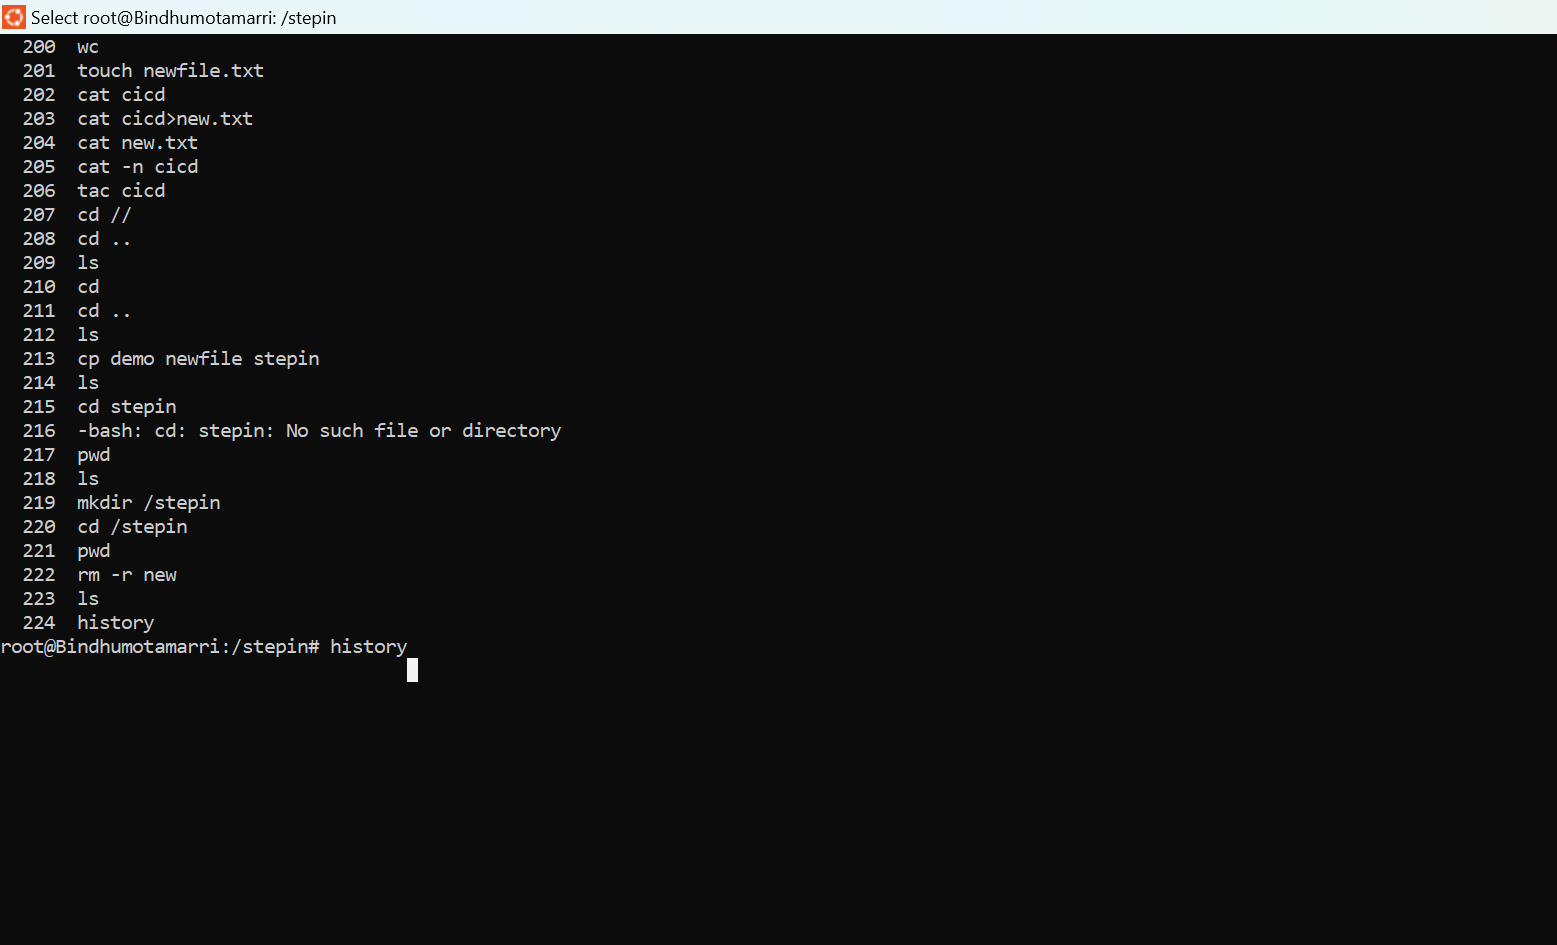 Select root@Bindhumotamarri: /stepin
200 wc
201 touch newfile.txt
202 cat cicd
203 cat cicd>new.txt
204 cat new.txt
205 cat -n cicd
206 tac cicd
207 cd //
208 cd ..
209 ls
210 cd
211 cd ..
212 ls
213 cp demo newfile stepin
214 ls
215 cd stepin
216 -bash: cd: stepin: No such file or directory
217 pwd
218 ls
219 mkdir /stepin
220 cd /stepin
221 pwd
222 rm -r new
223 ls
224 history
root@Bindhumotamarri:/stepin# history